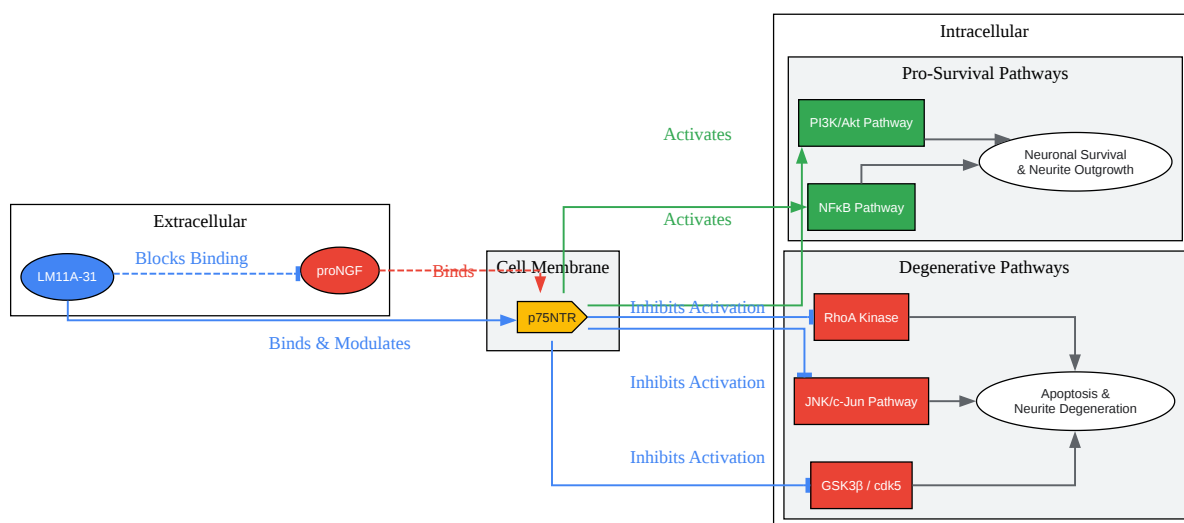 Intracellular
Pro-Survival Pathways
PI3K/Akt Pathway
Activates
Neuronal Survival
& Neurite Outgrowth
NFκB Pathway
Activates
Extracellular
Blocks Binding
LM11A-31
proNGF
Binds
Cell Membrane
Degenerative Pathways
p75NTR
Inhibits Activation
RhoA Kinase
Binds & Modulates
Inhibits Activation
JNK/c-Jun Pathway
Apoptosis &
Neurite Degeneration
Inhibits Activation
GSK3β / cdk5